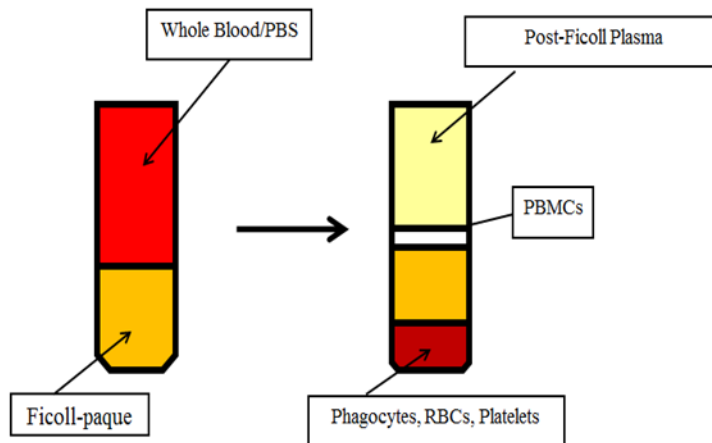 Whole Blood/PBS
Post-Ficoll Plasma
PBMCs
Ficoll-paque
Phagocytes, RBCs, Platelets